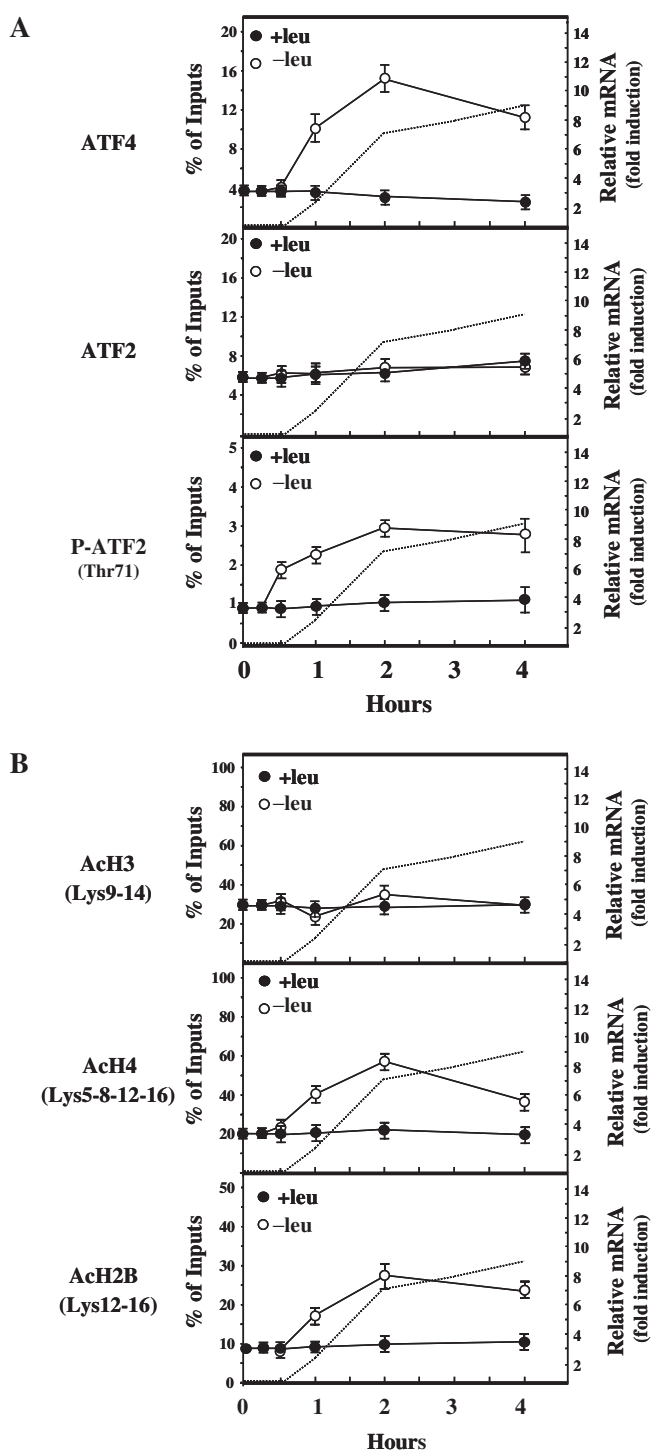 A
ATF4
% of Inputs
20
16
12
8
4
+leu
–leu
14
12
10
8
6
4
2
Relative mRNA
(fold induction)
ATF2
% of Inputs
20
16
12
8
4
+leu
–leu
14
12
10
8
6
4
2
Relative mRNA
(fold induction)
P-ATF2
(Thr71)
% of Inputs
5
4
3
2
1
0
+leu
–leu
14
12
10
8
6
4
2
Relative mRNA
(fold induction)
0 1 2 3 4
Hours
B
AcH3
(Lys9-14)
% of Inputs
100
80
60
40
20
+leu
–leu
14
12
10
8
6
4
2
Relative mRNA
(fold induction)
AcH4
(Lys5-8-12-16)
% of Inputs
100
80
60
40
20
+leu
–leu
14
12
10
8
6
4
2
Relative mRNA
(fold induction)
AcH2B
(Lys12-16)
% of Inputs
50
40
30
20
10
0
+leu
–leu
14
12
10
8
6
4
2
Relative mRNA
(fold induction)
0 1 2 3 4
Hours